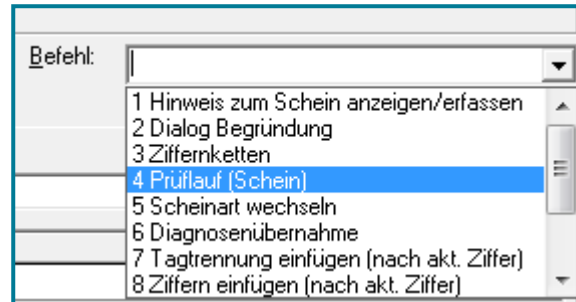 Befehl:
1 Hinweis zum Schein anzeigen/erfassen
2 Dialog Begründung
3 Ziffernketten
4 Prüflauf (Schein)
5 Scheinart wechseln
6 Diagnosenübernahme
7 Tagtrennung einfügen (nach akt. Ziffer)
8 Ziffern einfügen (nach akt. Ziffer)